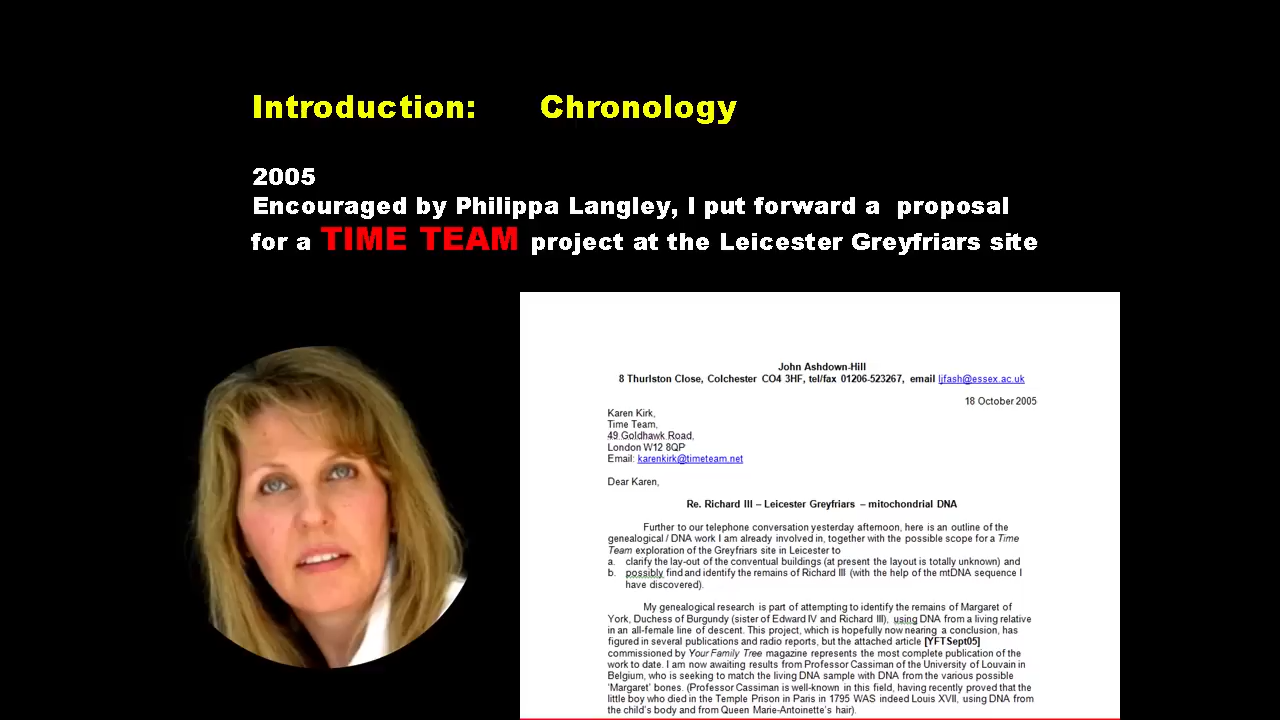 Introduction: Chronology
2005
Encouraged by Philippa Langley, I put forward a proposal
for a TIME TEAM project at the Leicester Greyfriars site
John Ashdown-Hill
8 Thurlston Close, Colchester CO4 3HF, tel/fax 01206-523267, email ljfash@essex.ac.uk
18 October 2005
Karen Kirk,
Time Team,
49 Goldhawk Road,
London W12 8QP
Email: karenkirk@timeteam.net
Dear Karen,
Re. Richard III – Leicester Greyfriars – mitochondrial DNA
Further to our telephone conversation yesterday afternoon, here is an outline of the
genealogical / DNA work I am already involved in, together with the possible scope for a Time
Team exploration of the Greyfriars site in Leicester to
a. clarify the lay-out of the conventual buildings (at present the layout is totally unknown) and
b. possibly find and identify the remains of Richard III (with the help of the mtDNA sequence I
have discovered).
My genealogical research is part of attempting to identify the remains of Margaret of
York, Duchess of Burgundy (sister of Edward IV and Richard III), using DNA from a living relative
in an all-female line of descent. This project, which is hopefully now nearing a conclusion, has
figured in several publications and radio reports, but the attached article [YFTSept05]
commissioned by Your Family Tree magazine represents the most complete publication of the
work to date. I am now awaiting results from Professor Cassiman of the University of Louvain in
Belgium, who is seeking to match the living DNA sample with DNA from the various possible
'Margaret' bones. (Professor Cassiman is well-known in this field, having recently proved that the
little boy who died in the Temple Prison in Paris in 1795 WAS indeed Louis XVII, using DNA from
the child's body and from Queen Marie-Antoinette's hair).